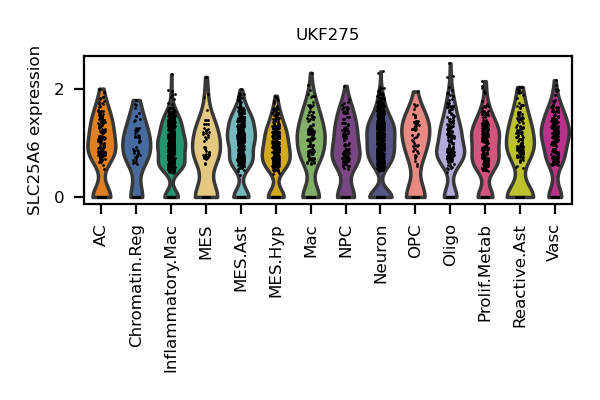 UKF275
SLC25A6 expression
2
0
AC
Chromatin.Reg
Inflammatory.Mac
MES
MES.Ast
MES.Hyp
Mac
NPC
Neuron
OPC
Oligo
Prolif.Metab
Reactive.Ast
Vasc